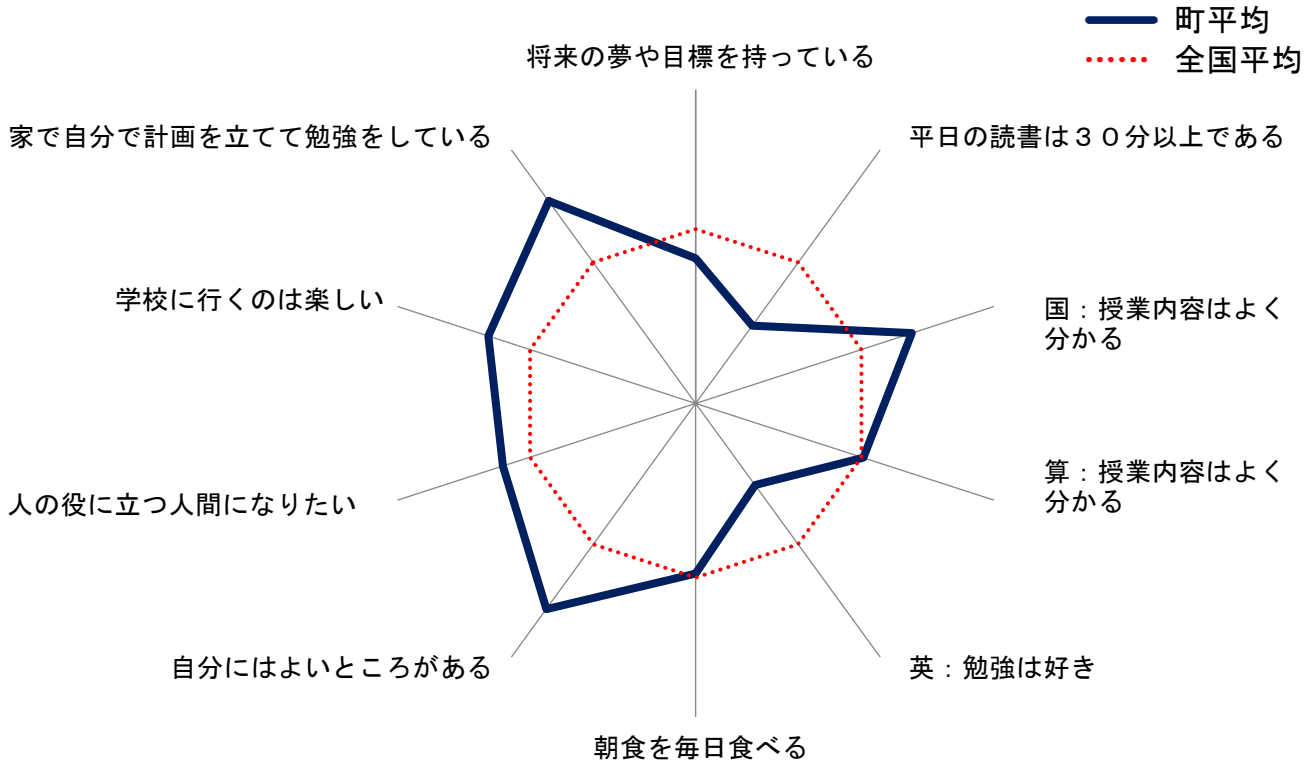 町平均
全国平均
将来の夢や目標を持っている
平日の読書は３０分以上である
国：授業内容はよく
分かる
算：授業内容はよく
分かる
英：勉強は好き
朝食を毎日食べる
自分にはよいところがある
人の役に立つ人間になりたい
学校に行くのは楽しい
家で自分で計画を立てて勉強をしている